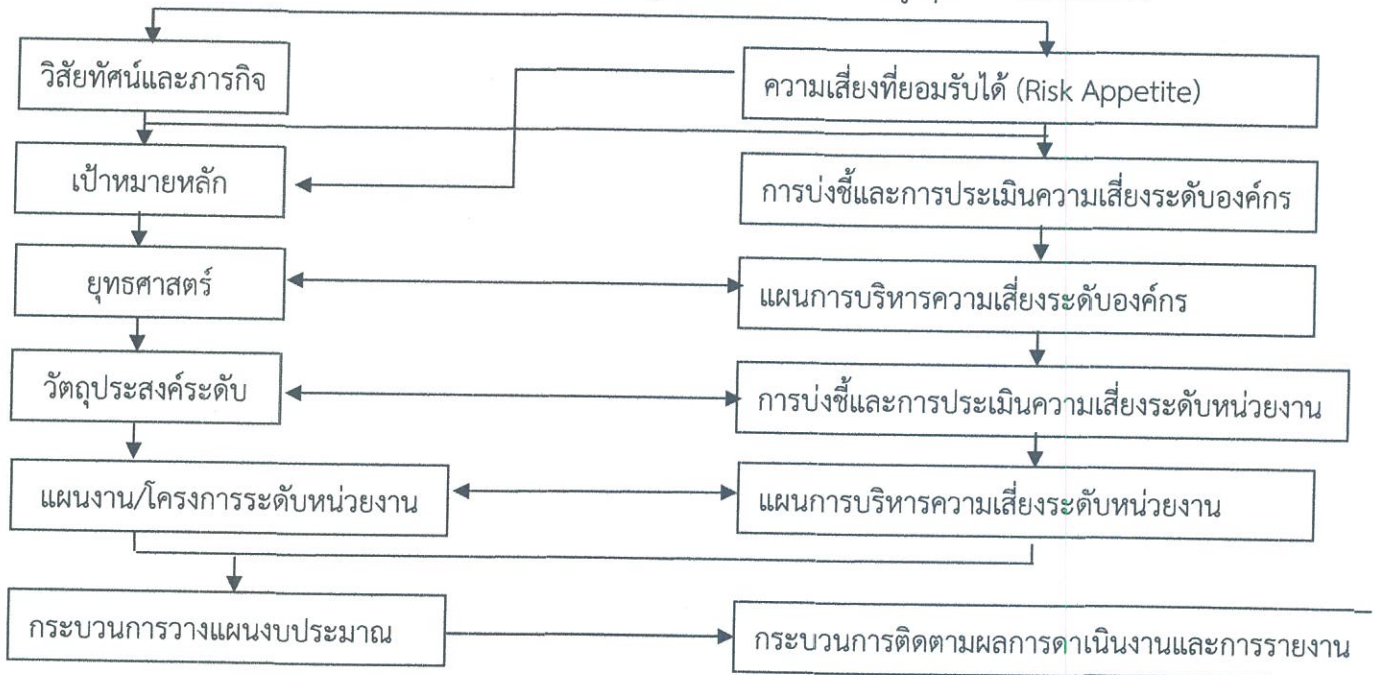 วิสัยทัศน์และภารกิจ
ความเสี่ยงที่ยอมรับได้ (Risk Appetite)
เป้าหมายหลัก
การบ่งชี้และการประเมินความเสี่ยงระดับองค์กร
ยุทธศาสตร์
แผนการบริหารความเสี่ยงระดับองค์กร
วัตถุประสงค์ระดับ
การบ่งชี้และการประเมินความเสี่ยงระดับหน่วยงาน
แผนงาน/โครงการระดับหน่วยงาน
แผนการบริหารความเสี่ยงระดับหน่วยงาน
กระบวนการวางแผนงบประมาณ
กระบวนการติดตามผลการดาเนินงานและการรายงาน